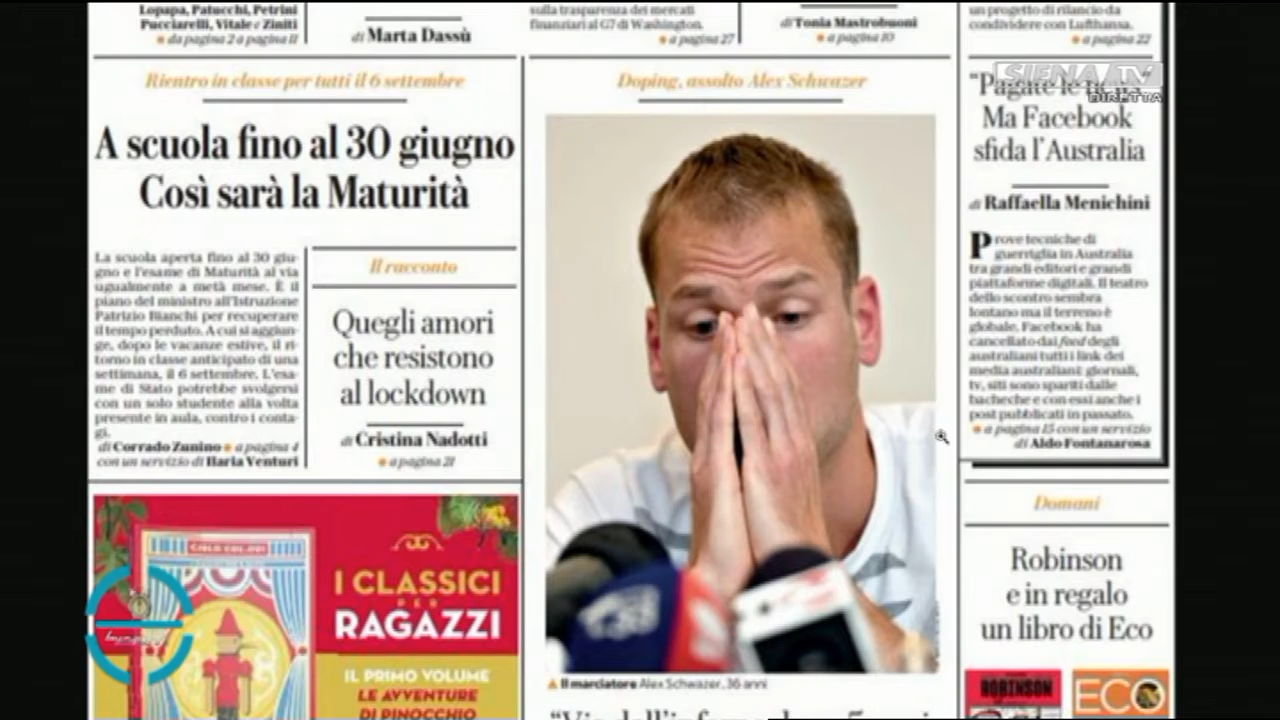 Lopapa, Patucchi, Petrini
Pucciarelli, Vitale e Ziniti
da pagina 2 a pagina 11
di Marta Dassù
sulla trasparenza dei mercati
finanziari al G7 di Washington.
a pagina 27
di Tonia Mastrobuoni
a pagina 10
un progetto di rilancio da
condividere con Lufthansa.
a pagina 22
SIENA TV
DIRETTA
Rientro in classe per tutti il 6 settembre
A scuola fino al 30 giugno
Così sarà la Maturità
La scuola aperta fino al 30 giu-
gno e l'esame di Maturità al via
ugualmente a metà mese. È il
piano del ministro all'Istruzione
Patrizio Bianchi per recuperare
il tempo perduto. A cui si aggiun-
ge, dopo le vacanze estive, il ri-
torno in classe anticipato di una
settimana, il 6 settembre. L'esa-
me di Stato potrebbe svolgersi
con un solo studente alla volta
presente in aula, contro i conta-
gi.
di Corrado Zunino a pagina 4
con un servizio di Ilaria Venturi
Il racconto
Quegli amori
che resistono
al lockdown
di Cristina Nadotti
a pagina 21
I CLASSICI
PER
RAGAZZI
IL PRIMO VOLUME
LE AVVENTURE
DI PINOCCHIO
Doping, assolto Alex Schwazer
Il marciatore Alex Schwazer, 36 anni
"Pagate le news"
Ma Facebook
sfida l'Australia
di Raffaella Menichini
Prove tecniche di
guerriglia in Australia
tra grandi editori e grandi
piattaforme digitali. Il teatro
dello scontro sembra
lontano ma il terreno è
globale. Facebook ha
cancellato dai feed degli
australiani tutti i link dei
media australiani: giornali,
tv, siti sono spariti dalle
bacheche e con essi anche i
post pubblicati in passato.
a pagina 15 con un servizio
di Aldo Fontanarosa
Domani
Robinson
e in regalo
un libro di Eco
ROBINSON
ECO